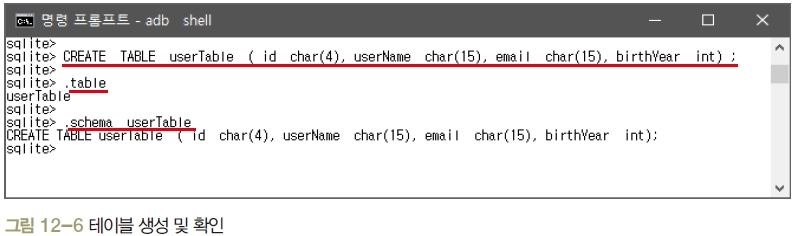 명령 프롬프트 - adb shell
sqlite>
sqlite> CREATE TABLE userTable ( id char(4), userName char(15), email char(15), birthYear int) ;
sqlite>
sqlite> .table
userTable
sqlite>
sqlite> .schema userTable
CREATE TABLE userTable ( id char(4), userName char(15), email char(15), birthYear int);
sqlite>
그림 12-6 테이블 생성 및 확인